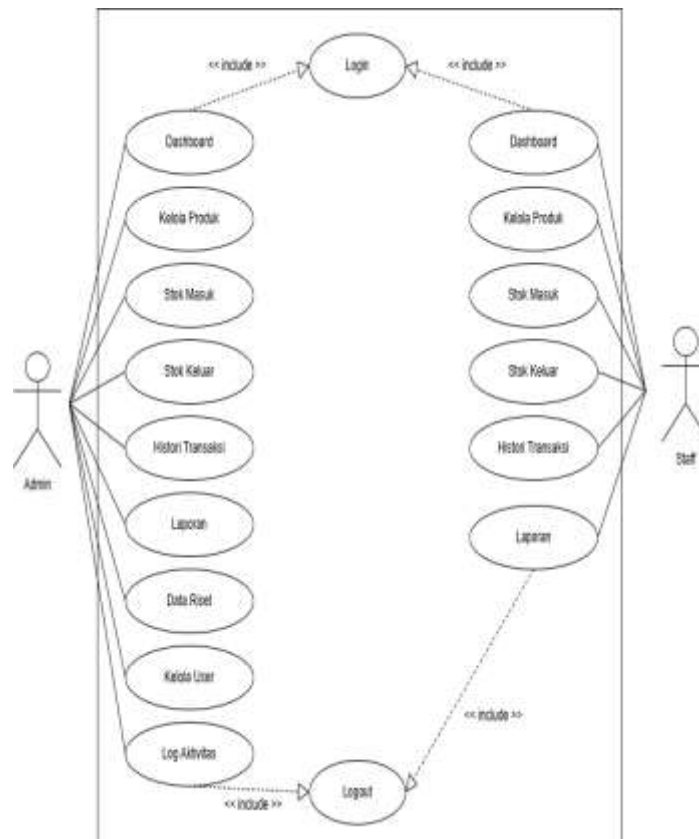 Login
<< include >>
<< include >>
Dashboard
Dashboard
Kelola Produk
Kelola Produk
Stok Masuk
Stok Masuk
Stok Keluar
Stok Keluar
Histori Transaksi
Histori Transaksi
Admin
Staff
Laporan
Laporan
Data Riset
Kelola User
<< include >>
Log Aktivitas
Logout
<< include >>